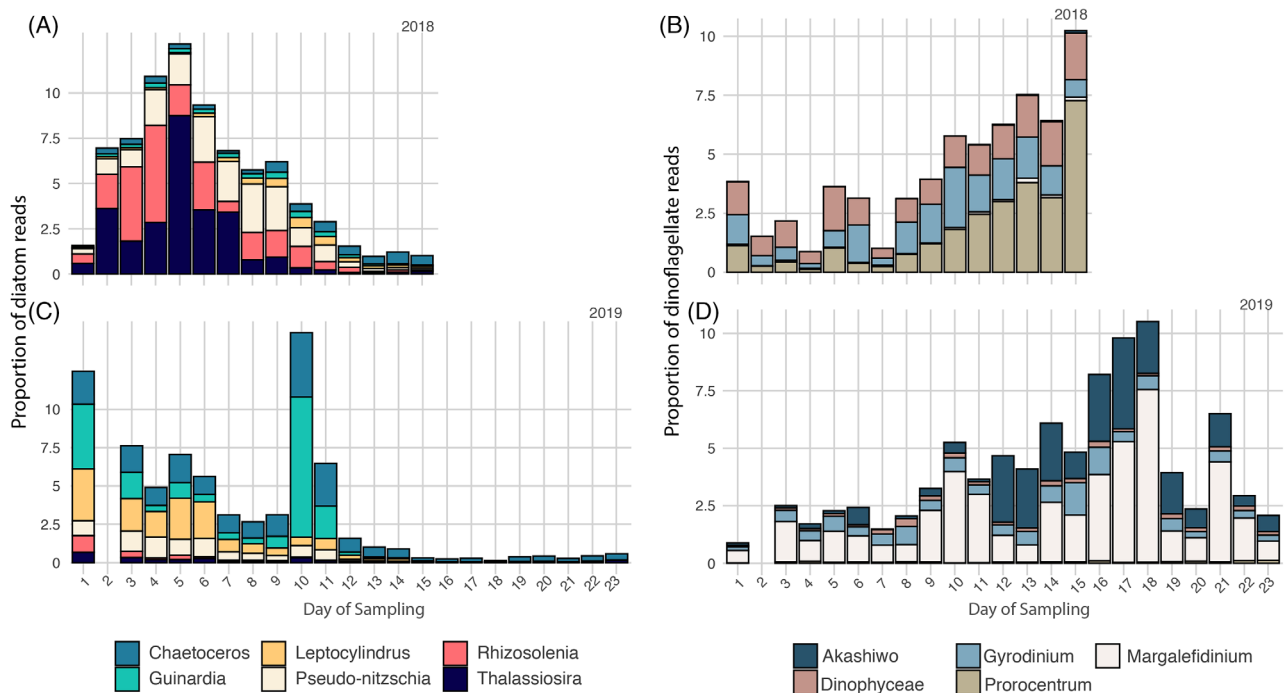 (A)
2018
10
7.5
5
2.5
0
(B)
2018
10
7.5
5
2.5
0
Proportion of diatom reads
Proportion of dinoflagellate reads
(C)
2019
10
7.5
5
2.5
0
1 2 3 4 5 6 7 8 9 10 11 12 13 14 15 16 17 18 19 20 21 22 23
Day of Sampling
(D)
2019
10
7.5
5
2.5
0
1 2 3 4 5 6 7 8 9 10 11 12 13 14 15 16 17 18 19 20 21 22 23
Day of Sampling
Chaetoceros Leptocylindrus Rhizosolenia
Guinardia Pseudo-nitzschia Thalassiosira
Akashiwo Gyrodinium Margalefidinium
Dinophyceae Prorocentrum